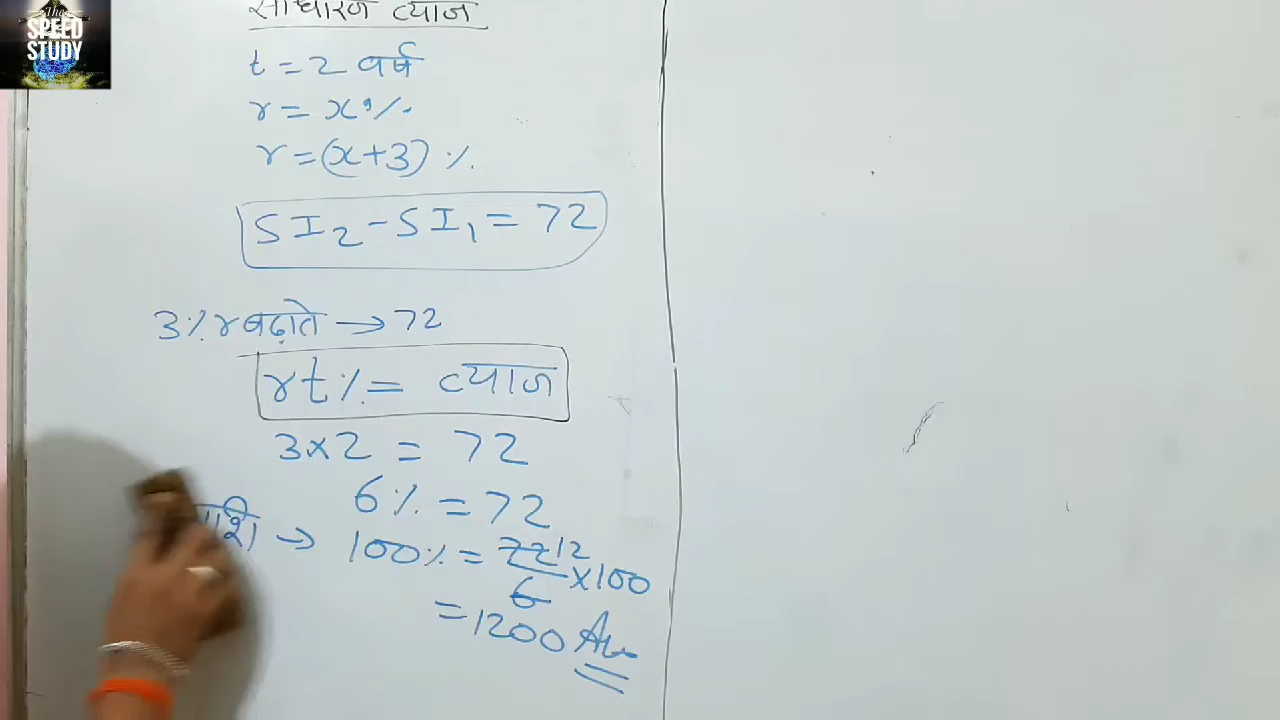 The
SPEED
STUDY
साधारण ब्याज
t = 2 वर्ष
r = x%
r = (x+3) %
SI₂ - SI₁ = 72
3% r बढ़ाते → 72
rt% = ब्याज
3×2 = 72
6% = 72
→ 100% = 72/6 12 ×100
= 1200 Ans